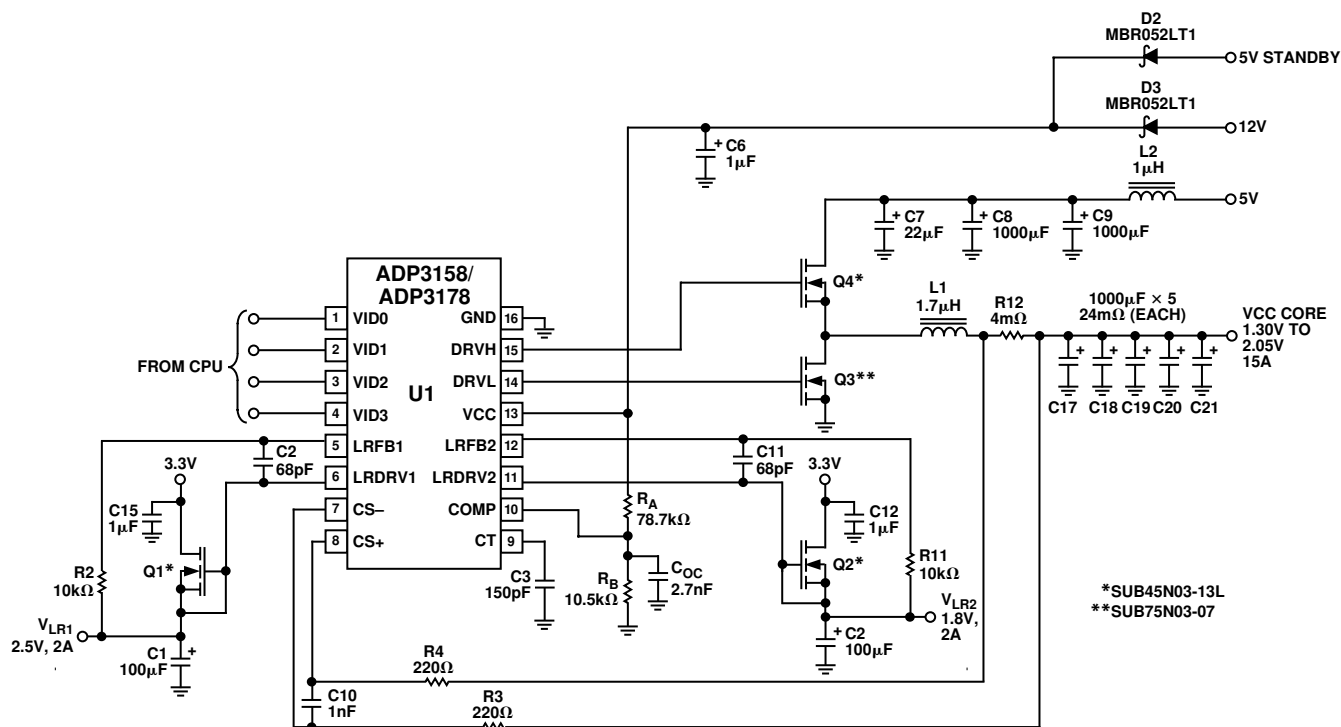 D2
MBR052LT1
5V STANDBY
D3
MBR052LT1
12V
+ C6
1µF
L2
1µH
5V
+ C7
22µF
+ C8
1000µF
+ C9
1000µF
ADP3158/
ADP3178
U1
1 VID0
2 VID1
3 VID2
4 VID3
5 LRFB1
6 LRDRV1
7 CS–
8 CS+
GND 16
DRVH 15
DRVL 14
VCC 13
LRFB2 12
LRDRV2 11
COMP 10
CT 9
FROM CPU
Q4*
Q3**
L1
1.7µH
R12
4mΩ
1000µF × 5
24mΩ (EACH)
VCC CORE
1.30V TO
2.05V
15A
+ + + + +
C17 C18 C19 C20 C21
C2
68pF
3.3V
C15
1µF
Q1*
R2
10kΩ
VLR1
2.5V, 2A
C1
100µF
+
C3
150pF
RA
78.7kΩ
RB
10.5kΩ
COC
2.7nF
C11
68pF
3.3V
C12
1µF
Q2*
R11
10kΩ
VLR2
1.8V,
2A
+ C2
100µF
*SUB45N03-13L
**SUB75N03-07
R4
220Ω
C10
1nF
R3
220Ω